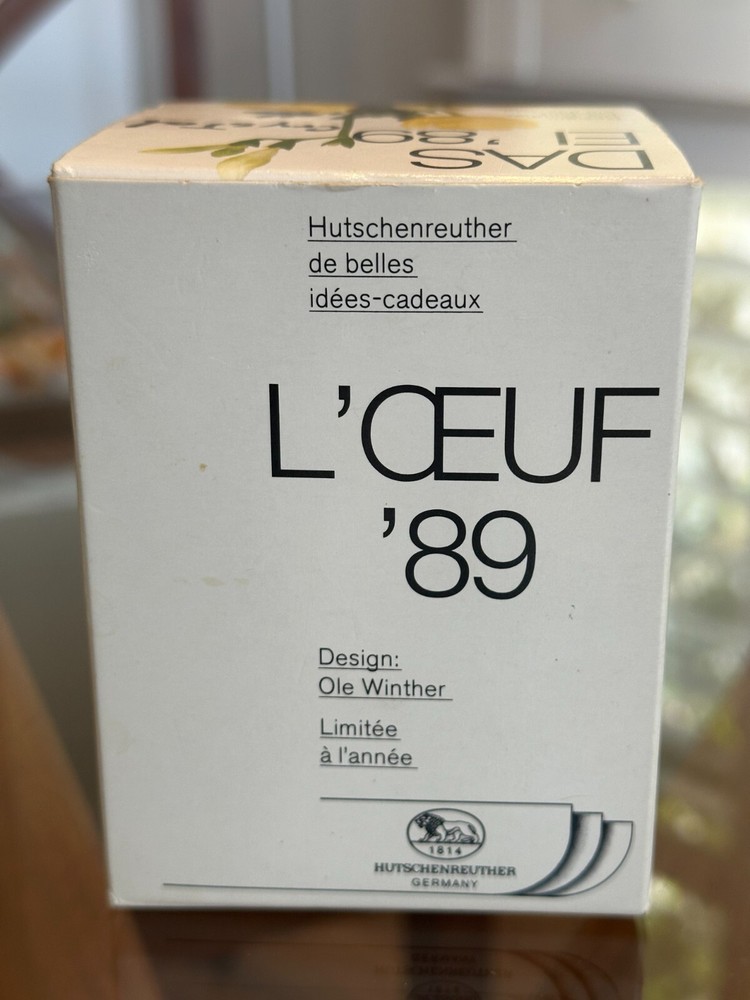 DAS
EI '89
Hutschenreuther
de belles
idées-cadeaux
L'ŒUF
'89
Design:
Ole Winther
Limitée
à l'année
1814
HUTSCHENREUTHER
GERMANY